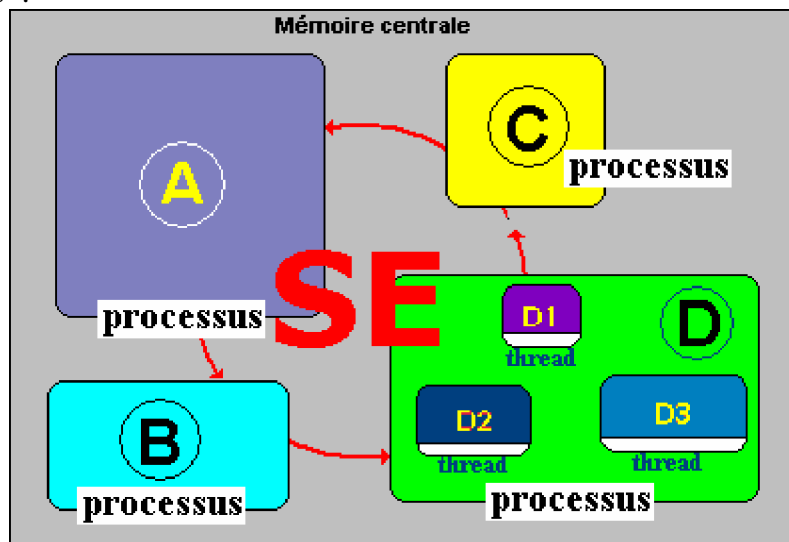 Mémoire centrale
A
processus
C
processus
SE
B
processus
D
D1
thread
D2
thread
D3
thread
processus